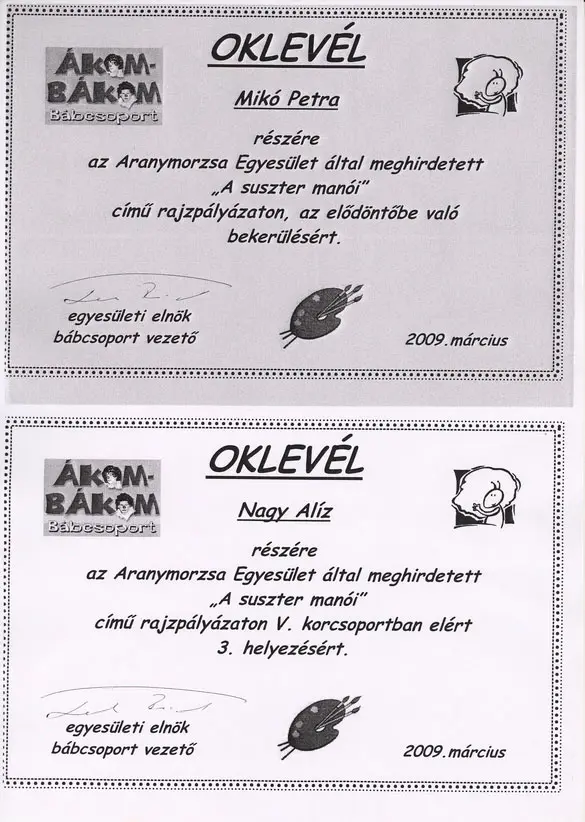 OKLEVÉL
ÁKOM-
BÁKOM
Bábcsoport
Mikó Petra
részére
az Aranymorzsa Egyesület által meghirdetett
„A suszter manói”
című rajzpályázaton, az elődöntőbe való
bekerülésért.
egyesületi elnök
bábcsoport vezető
2009.március
OKLEVÉL
ÁKOM-
BÁKOM
Bábcsoport
Nagy Alíz
részére
az Aranymorzsa Egyesület által meghirdetett
„A suszter manói”
című rajzpályázaton V. korcsoportban elért
3. helyezésért.
egyesületi elnök
bábcsoport vezető
2009.március